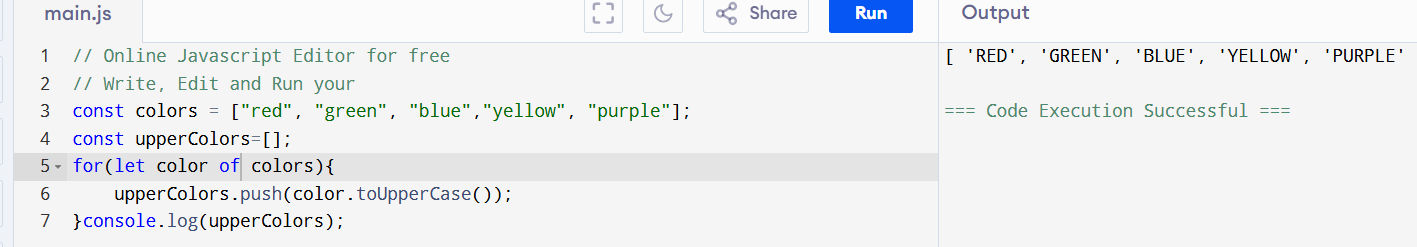 main.js Share Run Output
1 // Online Javascript Editor for free
2 // Write, Edit and Run your
3 const colors = ["red", "green", "blue","yellow", "purple"];
4 const upperColors=[];
5 for(let color of colors){
6     upperColors.push(color.toUpperCase());
7 }console.log(upperColors);
[ 'RED', 'GREEN', 'BLUE', 'YELLOW', 'PURPLE'
=== Code Execution Successful ===